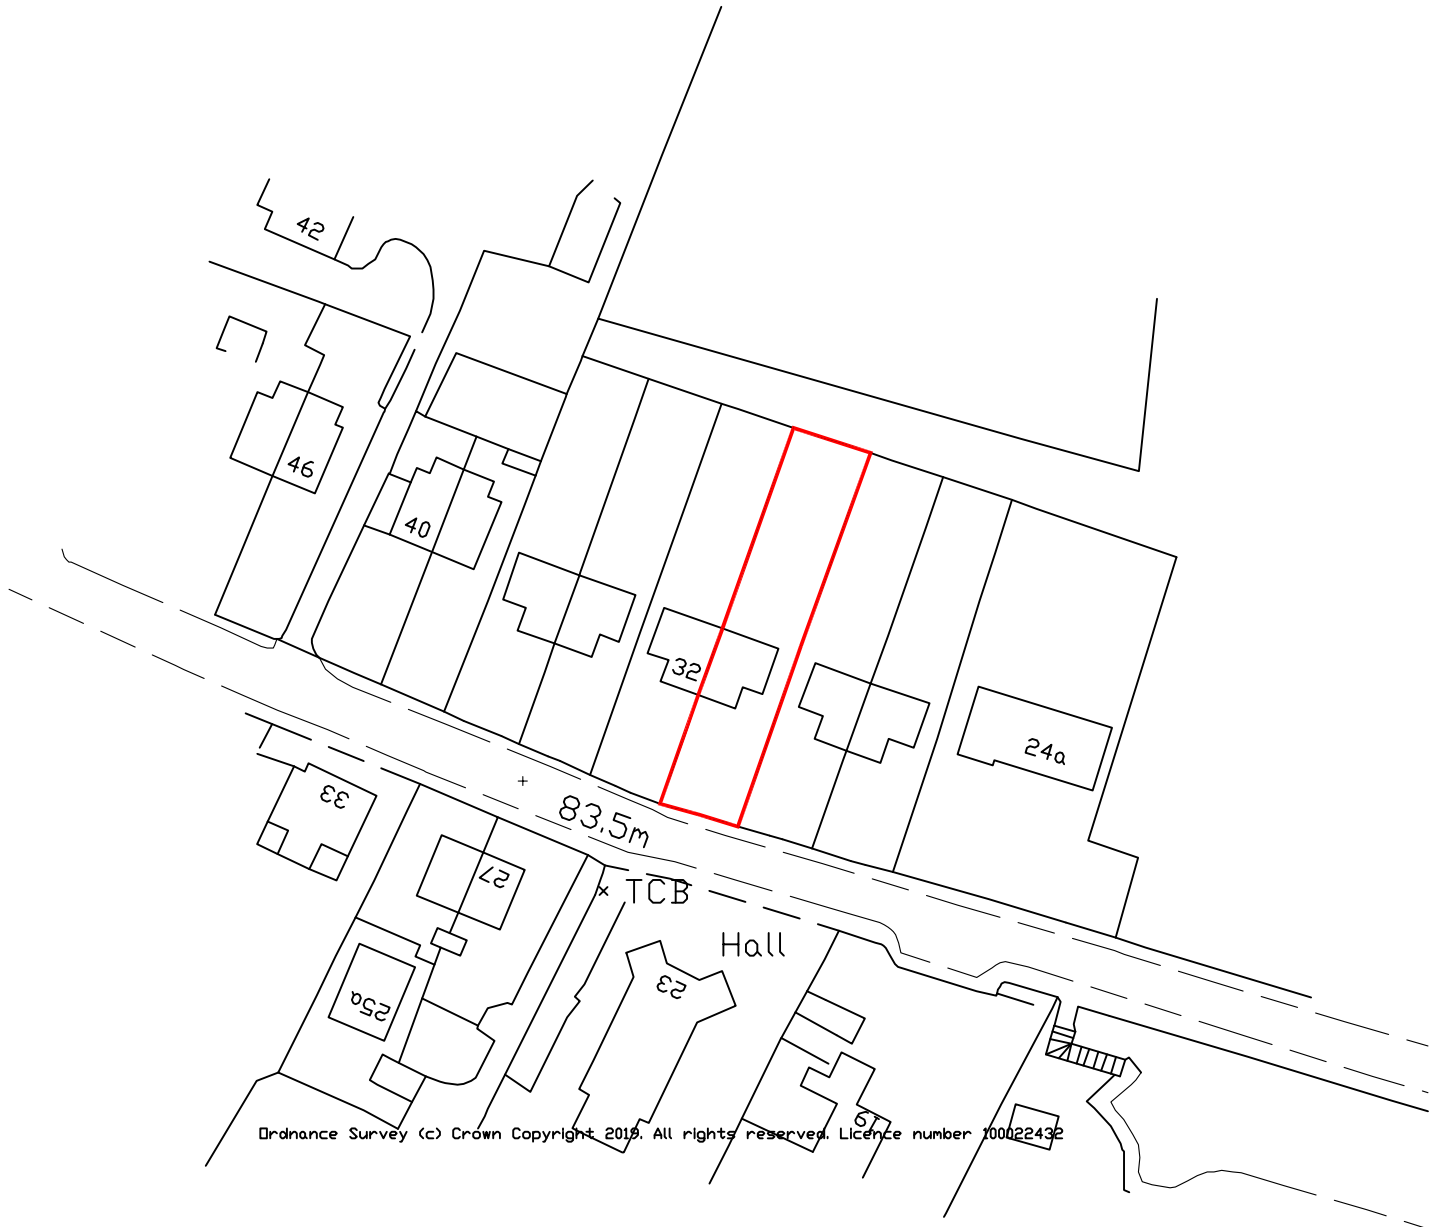 42
46
40
32
24a
33
83.5m
27
TCB
Hall
23
25a
19
Ordnance Survey (c) Crown Copyright 2019. All rights reserved. Licence number 100022432